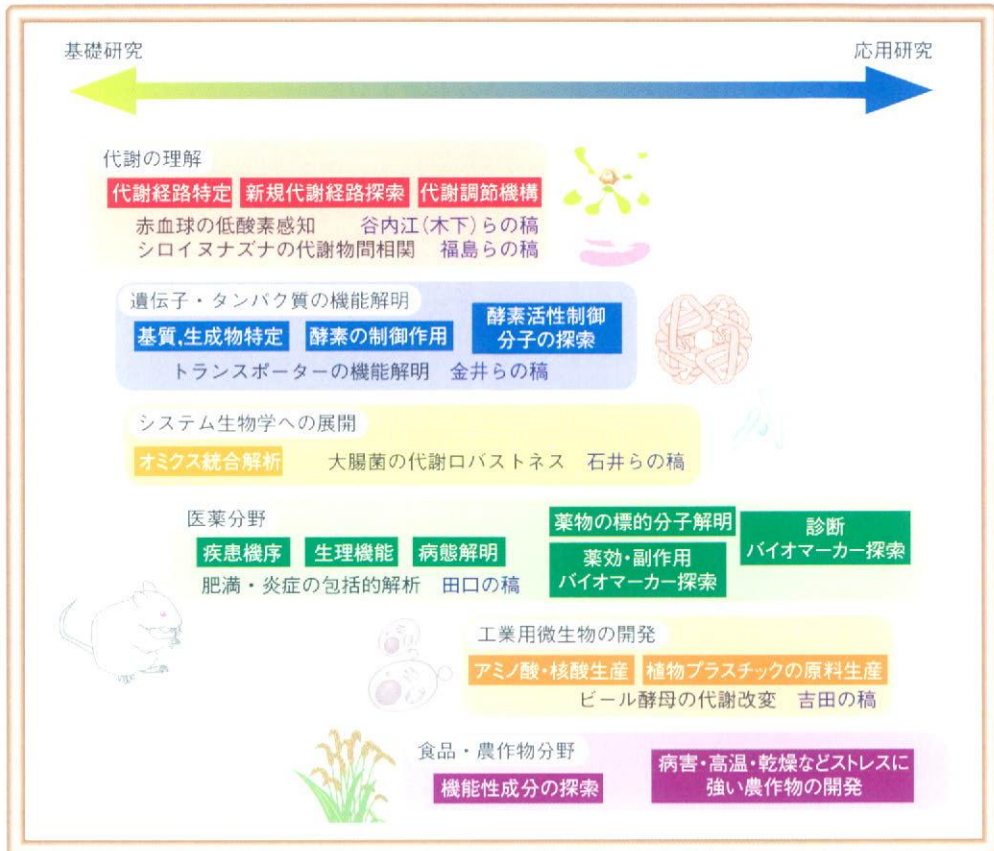 基礎研究
応用研究
代謝の理解
代謝経路特定 新規代謝経路探索 代謝調節機構
赤血球の低酸素感知 谷内江(木下)らの稿
シロイヌナズナの代謝物間相関 福島らの稿
遺伝子・タンパク質の機能解明
基質,生成物特定 酵素の制御作用
酵素活性制御
分子の探索
トランスポーターの機能解明 金井らの稿
システム生物学への展開
オミクス統合解析 大腸菌の代謝ロバストネス 石井らの稿
医薬分野
疾患機序 生理機能 病態解明
薬物の標的分子解明
薬効・副作用
バイオマーカー探索
診断
バイオマーカー探索
肥満・炎症の包括的解析 田口の稿
工業用微生物の開発
アミノ酸・核酸生産 植物プラスチックの原料生産
ビール酵母の代謝改変 吉田の稿
食品・農作物分野
機能性成分の探索
病害・高温・乾燥などストレスに
強い農作物の開発